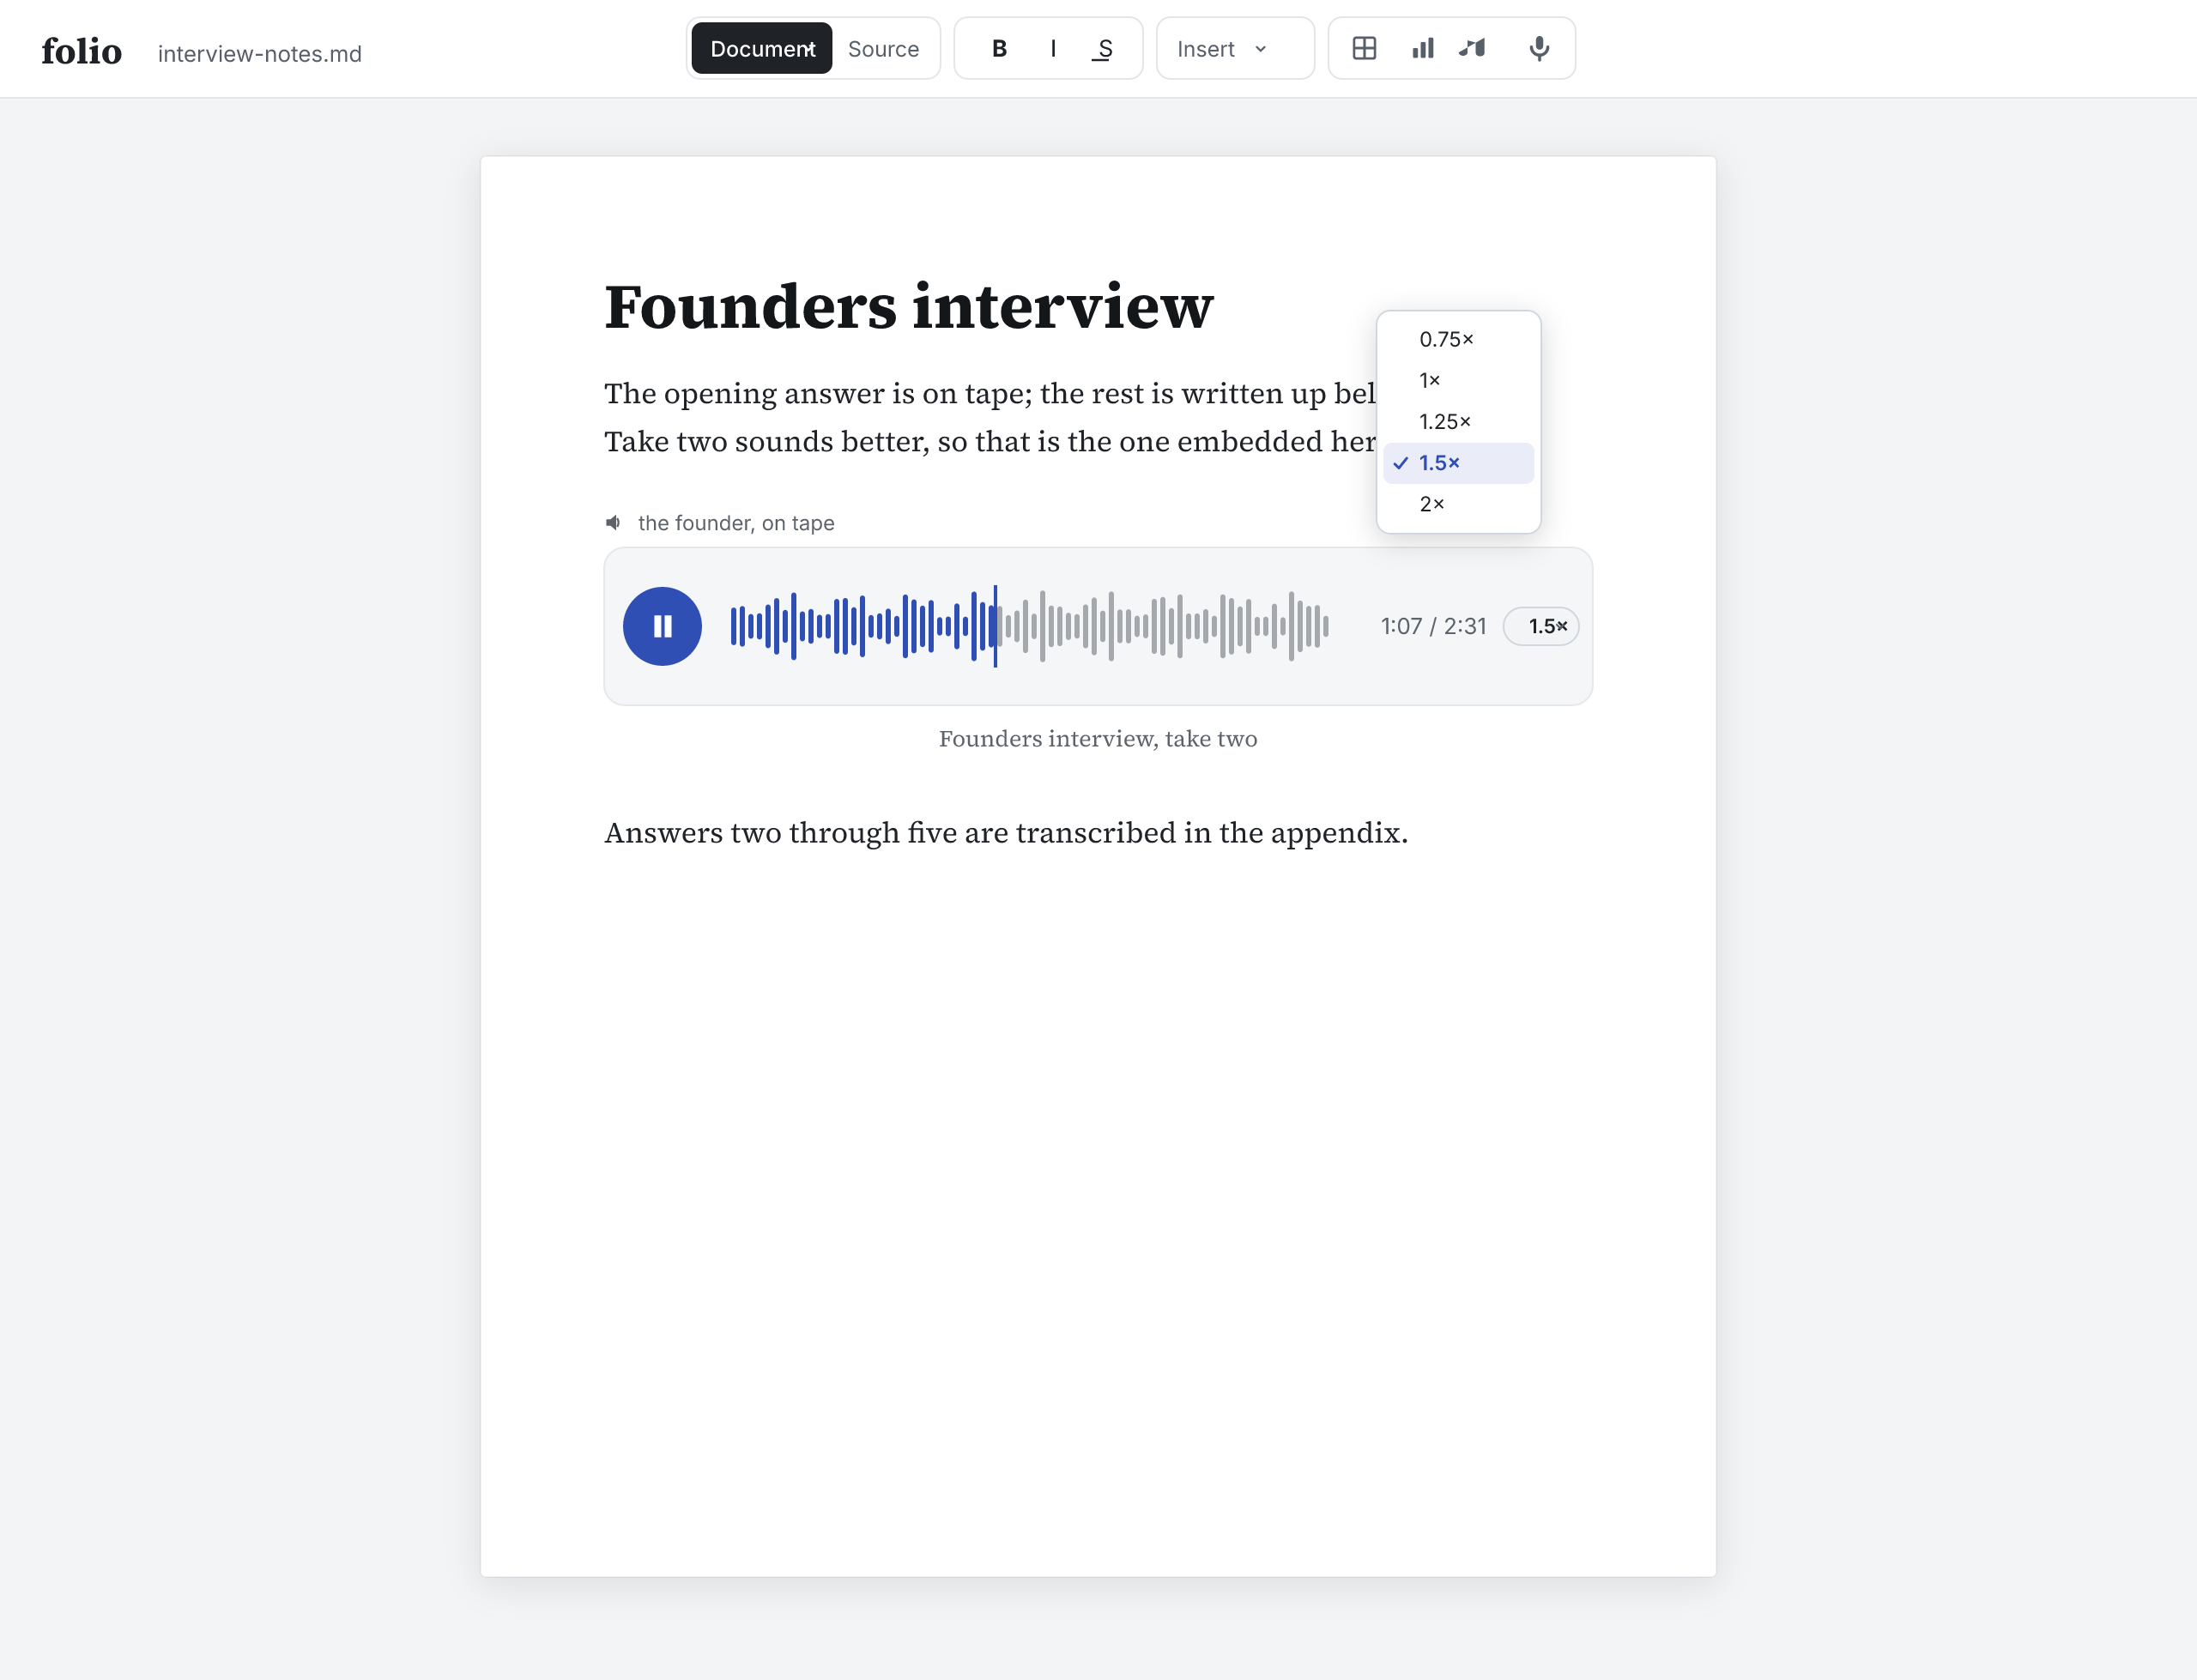 folio
interview-notes.md
Document
Source
B
I
S
Insert
Founders interview
The opening answer is on tape; the rest is written up bel
Take two sounds better, so that is the one embedded her
0.75×
1×
1.25×
1.5×
2×
the founder, on tape
1:07 / 2:31
1.5×
Founders interview, take two
Answers two through five are transcribed in the appendix.